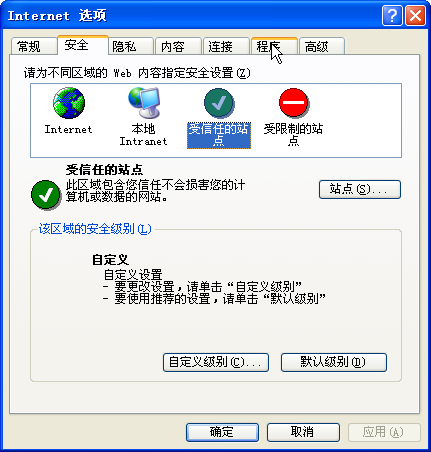 Internet 选项
常规 安全 隐私 内容 连接 程序 高级
请为不同区域的 Web 内容指定安全设置(Z)
Internet 本地 受信任的站 受限制的站
Intranet 点 点
受信任的站点
此区域包含您信任不会损害您的计
算机或数据的网站。
站点(S)...
该区域的安全级别(L)
自定义
自定义设置
- 要更改设置，请单击“自定义级别”
- 要使用推荐的设置，请单击“默认级别”
自定义级别(C)... 默认级别(D)
确定 取消 应用(A)